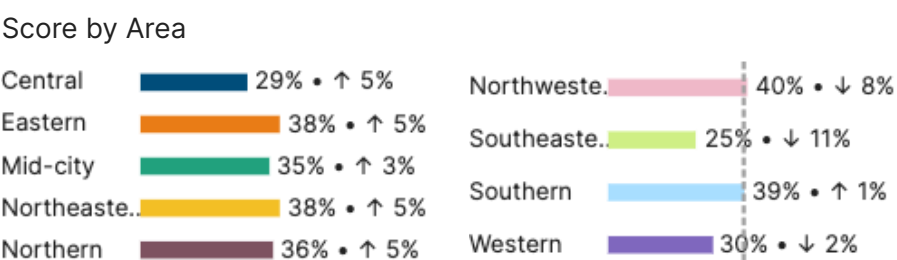 Score by Area
Central 29% • ↑ 5%
Eastern 38% • ↑ 5%
Mid-city 35% • ↑ 3%
Northeaste.. 38% • ↑ 5%
Northern 36% • ↑ 5%
Northweste. 40% • ↓ 8%
Southeaste.. 25% • ↓ 11%
Southern 39% • ↑ 1%
Western 30% • ↓ 2%